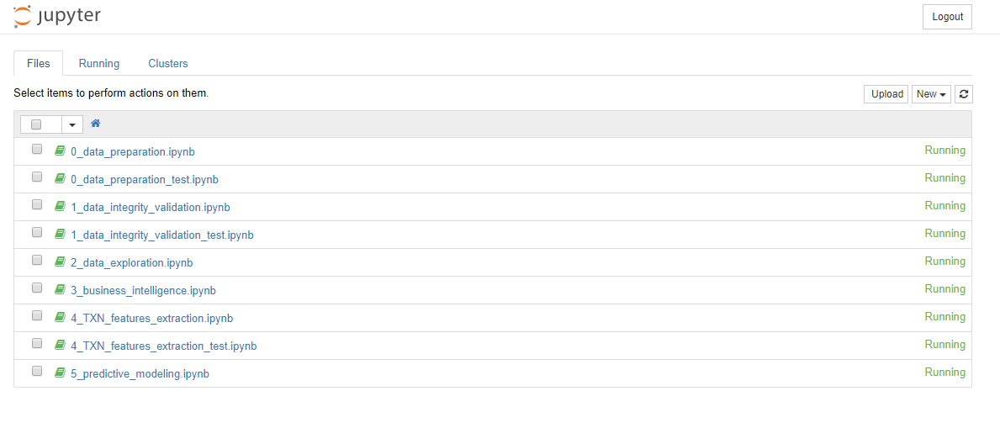 jupyter
Logout
Files Running Clusters
Select items to perform actions on them.
Upload New
0_data_preparation.ipynb Running
0_data_preparation_test.ipynb Running
1_data_integrity_validation.ipynb Running
1_data_integrity_validation_test.ipynb Running
2_data_exploration.ipynb Running
3_business_intelligence.ipynb Running
4_TXN_features_extraction.ipynb Running
4_TXN_features_extraction_test.ipynb Running
5_predictive_modeling.ipynb Running